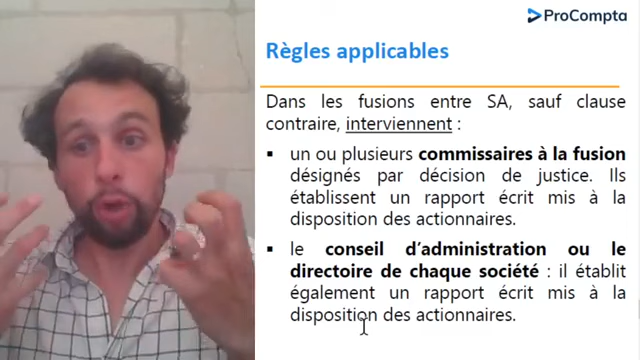 ProCompta
Règles applicables
Dans les fusions entre SA, sauf clause
contraire, interviennent :
▪ un ou plusieurs commissaires à la fusion
désignés par décision de justice. Ils
établissent un rapport écrit mis à la
disposition des actionnaires.
▪ le conseil d’administration ou le
directoire de chaque société : il établit
également un rapport écrit mis à la
disposition des actionnaires.